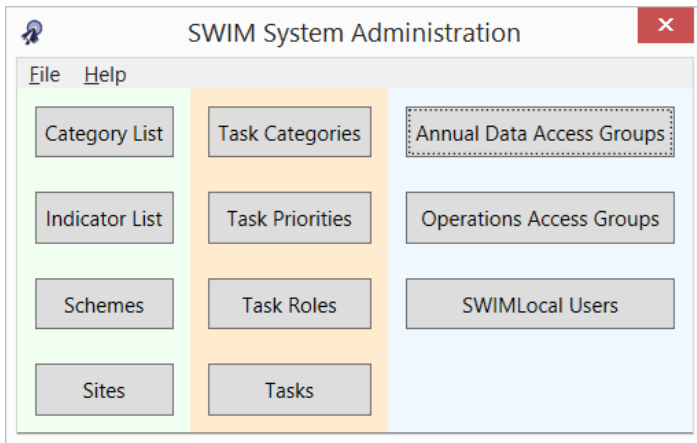 SWIM System Administration
File Help
Category List Task Categories Annual Data Access Groups
Indicator List Task Priorities Operations Access Groups
Schemes Task Roles SWIMLocal Users
Sites Tasks